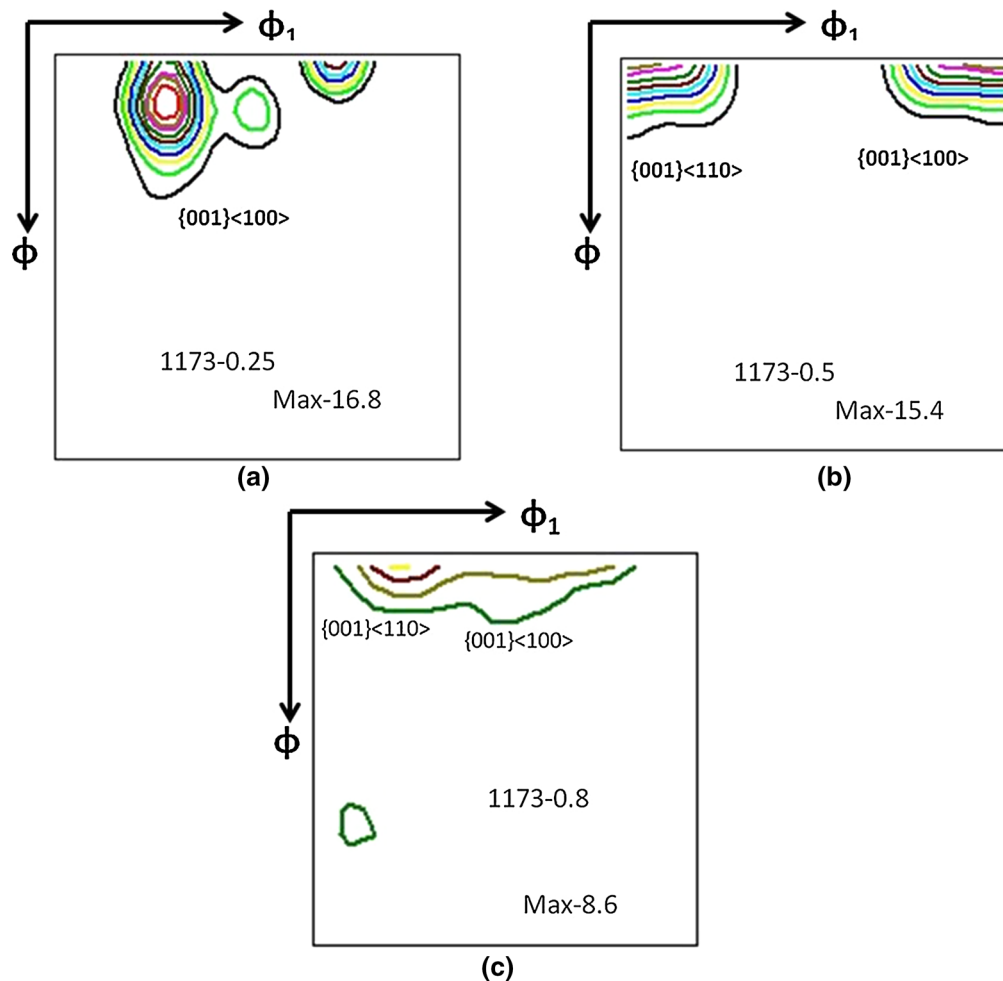 ϕ₁
ϕ
{001}<100>
1173-0.25
Max-16.8
(a)
ϕ₁
ϕ
{001}<110>
{001}<100>
1173-0.5
Max-15.4
(b)
ϕ₁
ϕ
{001}<110>
{001}<100>
1173-0.8
Max-8.6
(c)